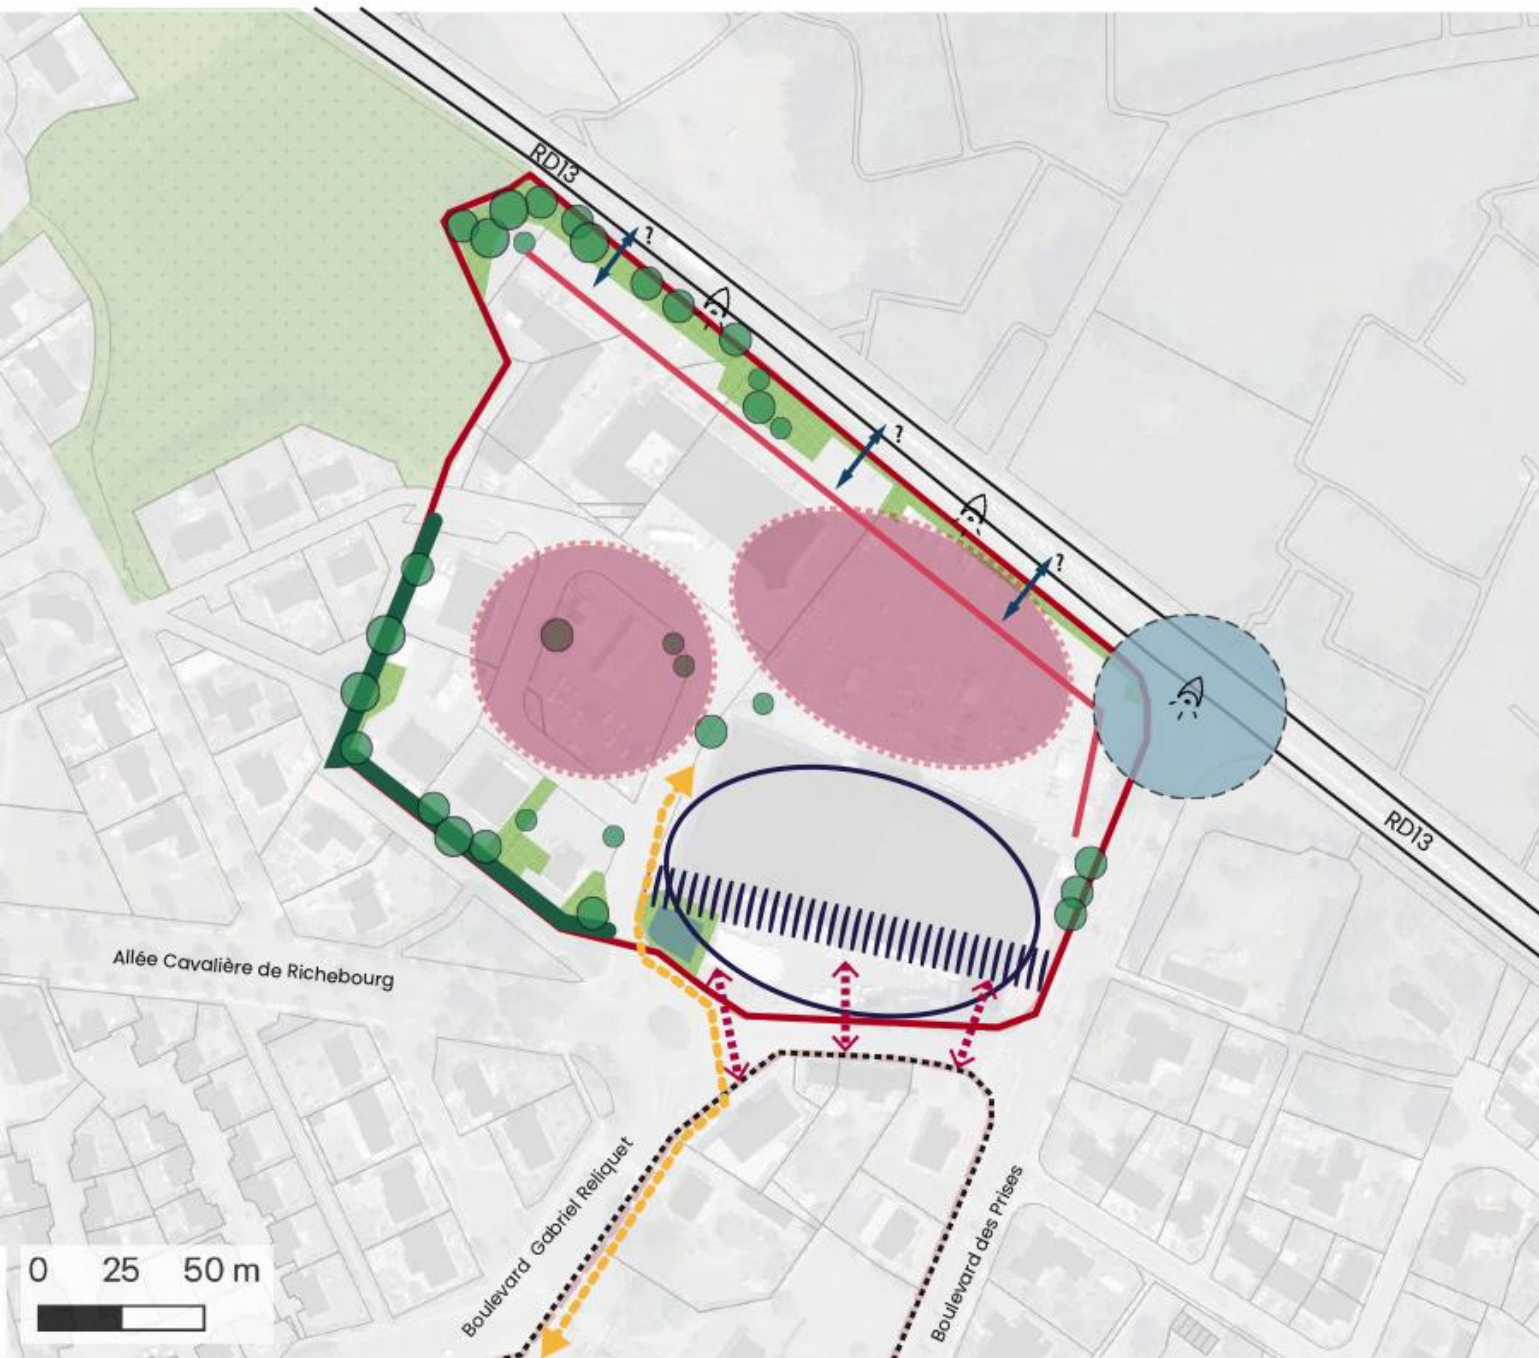 RD13
?
?
?
RD13
Allée Cavalière de Richebourg
Boulevard Gabriel Reliquet
Boulevard des Prises
0 25 50 m